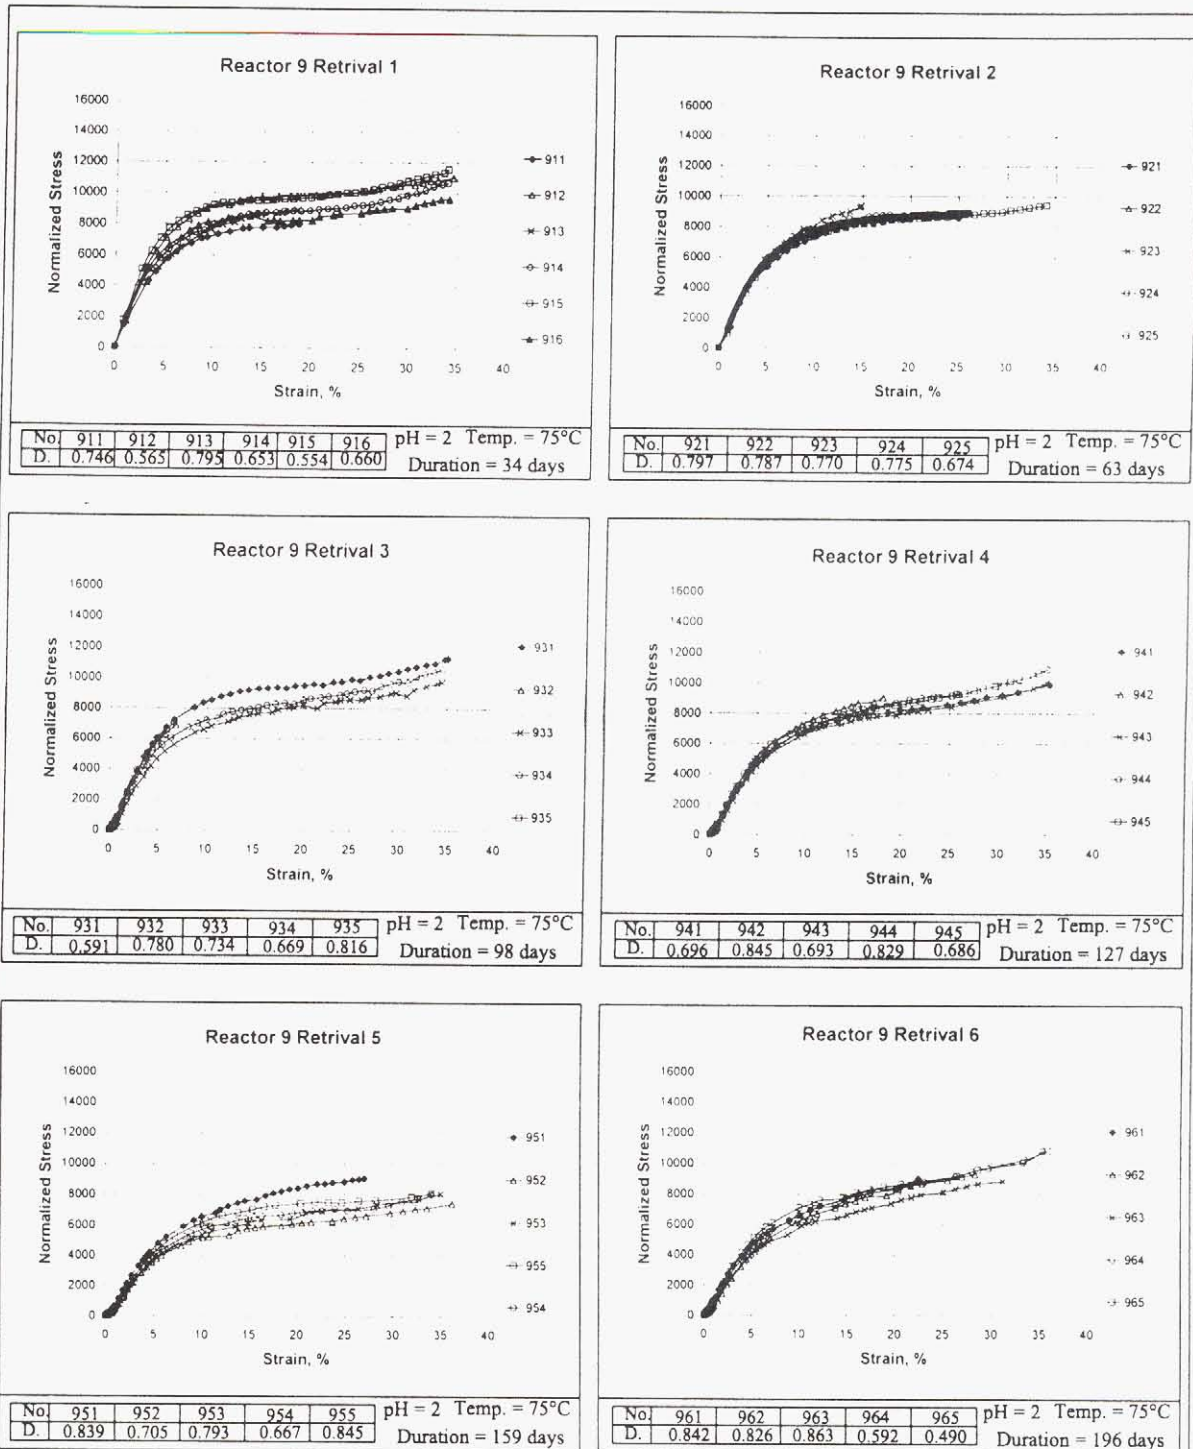 Reactor 9 Retrival 1
Normalized Stress
16000
14000
12000
10000
8000
6000
4000
2000
0
0 5 10 15 20 25 30 35 40
Strain, %
911
912
913
914
915
916
No. 911 912 913 914 915 916
D. 0.746 0.565 0.795 0.653 0.554 0.660
pH = 2 Temp. = 75°C
Duration = 34 days
Reactor 9 Retrival 2
Normalized Stress
16000
14000
12000
10000
8000
6000
4000
2000
0
0 5 10 15 20 25 30 35 40
Strain, %
921
922
923
924
925
No. 921 922 923 924 925
D. 0.797 0.787 0.770 0.775 0.674
pH = 2 Temp. = 75°C
Duration = 63 days
Reactor 9 Retrival 3
Normalized Stress
16000
14000
12000
10000
8000
6000
4000
2000
0
0 5 10 15 20 25 30 35 40
Strain, %
931
932
933
934
935
No. 931 932 933 934 935
D. 0.591 0.780 0.734 0.669 0.816
pH = 2 Temp. = 75°C
Duration = 98 days
Reactor 9 Retrival 4
Normalized Stress
16000
14000
12000
10000
8000
6000
4000
2000
0
0 5 10 15 20 25 30 35 40
Strain, %
941
942
943
944
945
No. 941 942 943 944 945
D. 0.696 0.845 0.693 0.829 0.686
pH = 2 Temp. = 75°C
Duration = 127 days
Reactor 9 Retrival 5
Normalized Stress
16000
14000
12000
10000
8000
6000
4000
2000
0
0 5 10 15 20 25 30 35 40
Strain, %
951
952
953
955
954
No. 951 952 953 954 955
D. 0.839 0.705 0.793 0.667 0.845
pH = 2 Temp. = 75°C
Duration = 159 days
Reactor 9 Retrival 6
Normalized Stress
16000
14000
12000
10000
8000
6000
4000
2000
0
0 5 10 15 20 25 30 35 40
Strain, %
961
962
963
964
965
No. 961 962 963 964 965
D. 0.842 0.826 0.863 0.592 0.490
pH = 2 Temp. = 75°C
Duration = 196 days